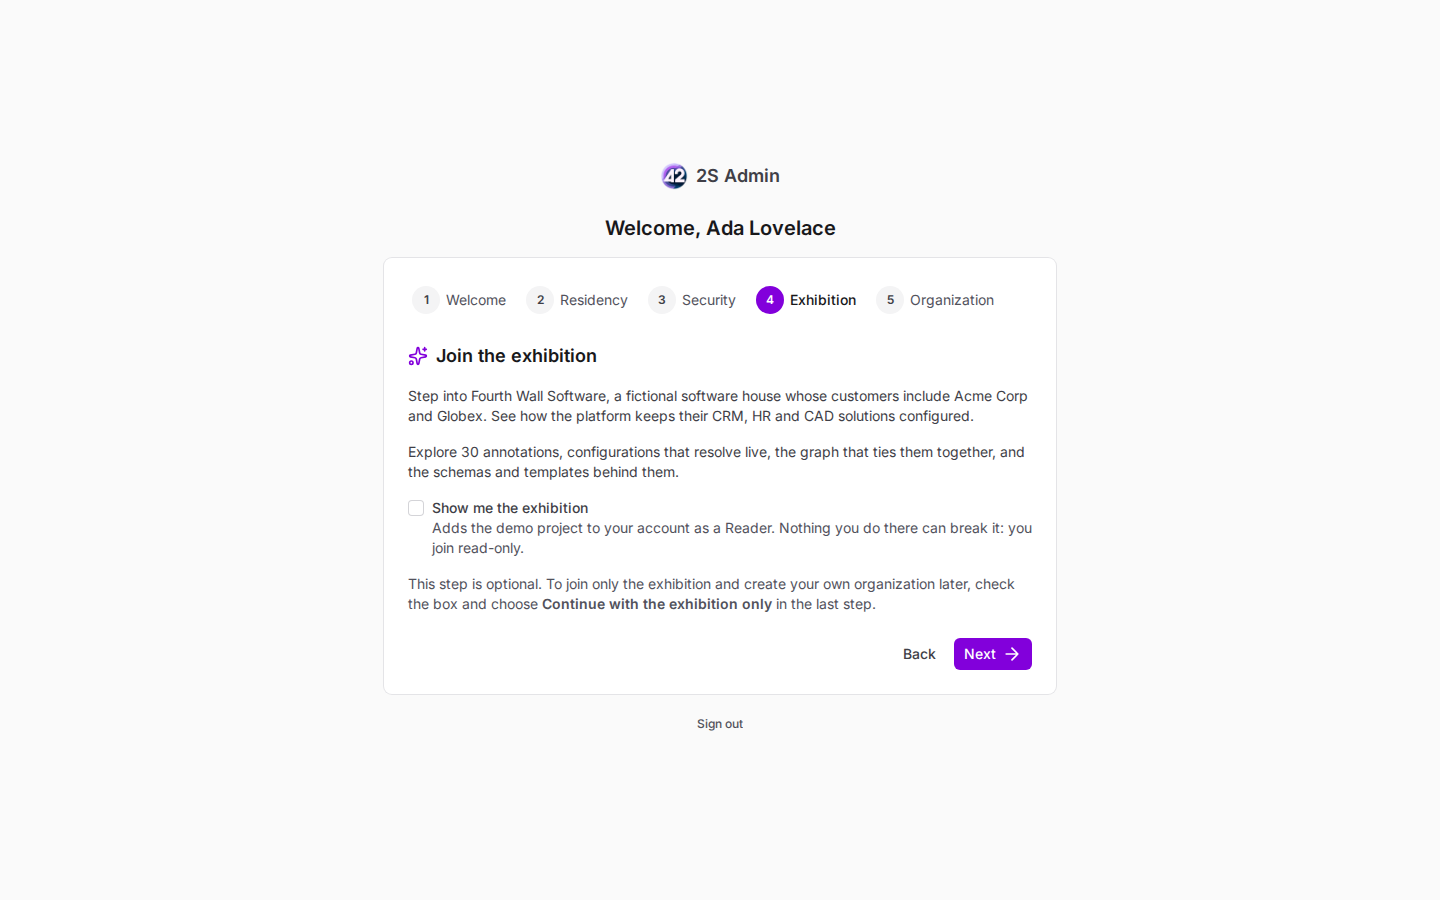 42 2S Admin
Welcome, Ada Lovelace
1 Welcome 2 Residency 3 Security 4 Exhibition 5 Organization
Join the exhibition
Step into Fourth Wall Software, a fictional software house whose customers include Acme Corp
and Globex. See how the platform keeps their CRM, HR and CAD solutions configured.
Explore 30 annotations, configurations that resolve live, the graph that ties them together, and
the schemas and templates behind them.
Show me the exhibition
Adds the demo project to your account as a Reader. Nothing you do there can break it: you
join read-only.
This step is optional. To join only the exhibition and create your own organization later, check
the box and choose Continue with the exhibition only in the last step.
Back Next
Sign out